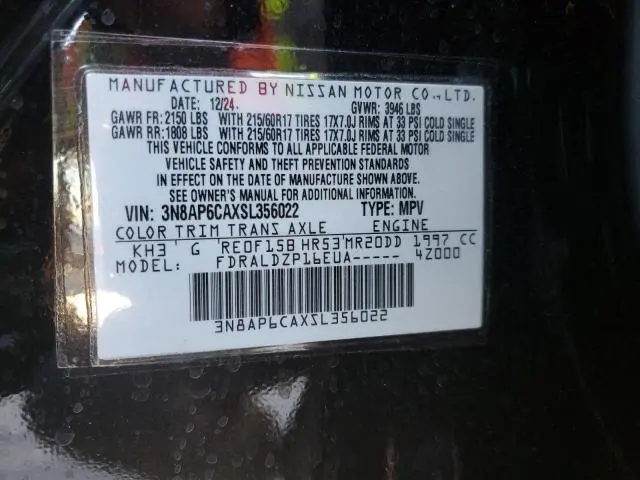 MANUFACTURED BY NISSAN MOTOR CO.,LTD.
DATE: 12/24. GVWR: 3946 LBS
GAWR FR: 2150 LBS WITH 215/60R17 TIRES 17X7.0J RIMS AT 33 PSI COLD SINGLE
GAWR RR: 1808 LBS WITH 215/60R17 TIRES 17X7.0J RIMS AT 33 PSI COLD SINGLE
THIS VEHICLE CONFORMS TO ALL APPLICABLE FEDERAL MOTOR
VEHICLE SAFETY AND THEFT PREVENTION STANDARDS
IN EFFECT ON THE DATE OF MANUFACTURE SHOWN ABOVE.
SEE OWNER'S MANUAL FOR ADDITIONAL INFORMATION.
VIN: 3N8AP6CAXSL356022 TYPE: MPV
COLOR TRIM TRANS AXLE ENGINE
KH3 ' G 'RE0F15B HR53'MR20DD 1997 CC
MODEL: FDRALDZP16EUA----- 4Z000
3N8AP6CAXSL356022